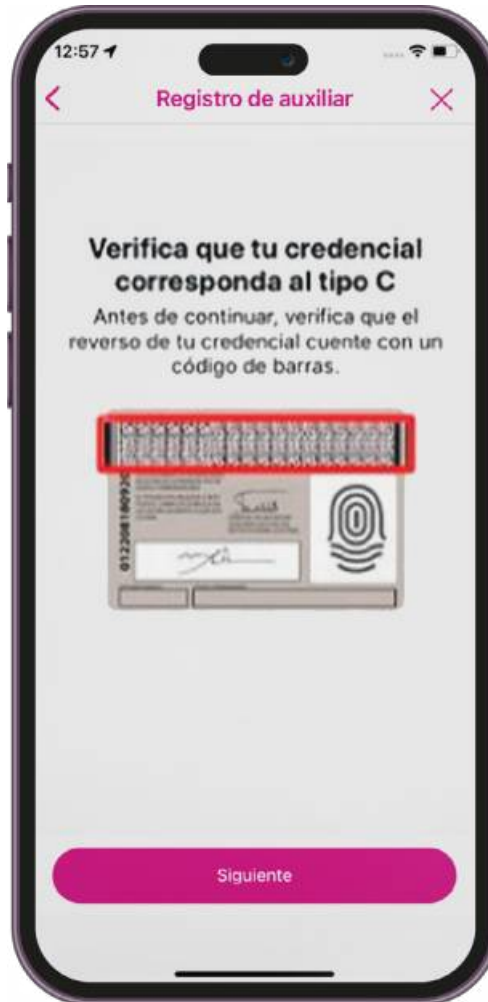 12:57
Registro de auxiliar
Verifica que tu credencial
corresponda al tipo C
Antes de continuar, verifica que el
reverso de tu credencial cuente con un
código de barras.
Siguiente